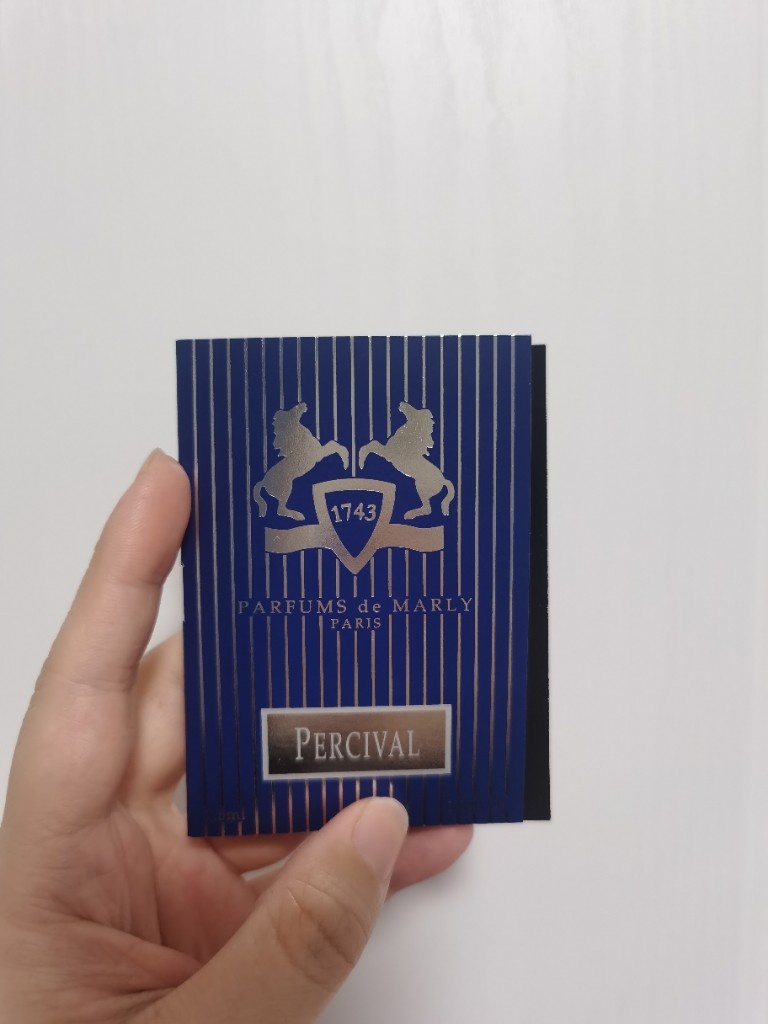 1743
PARFUMS de MARLY
PARIS
PERCIVAL